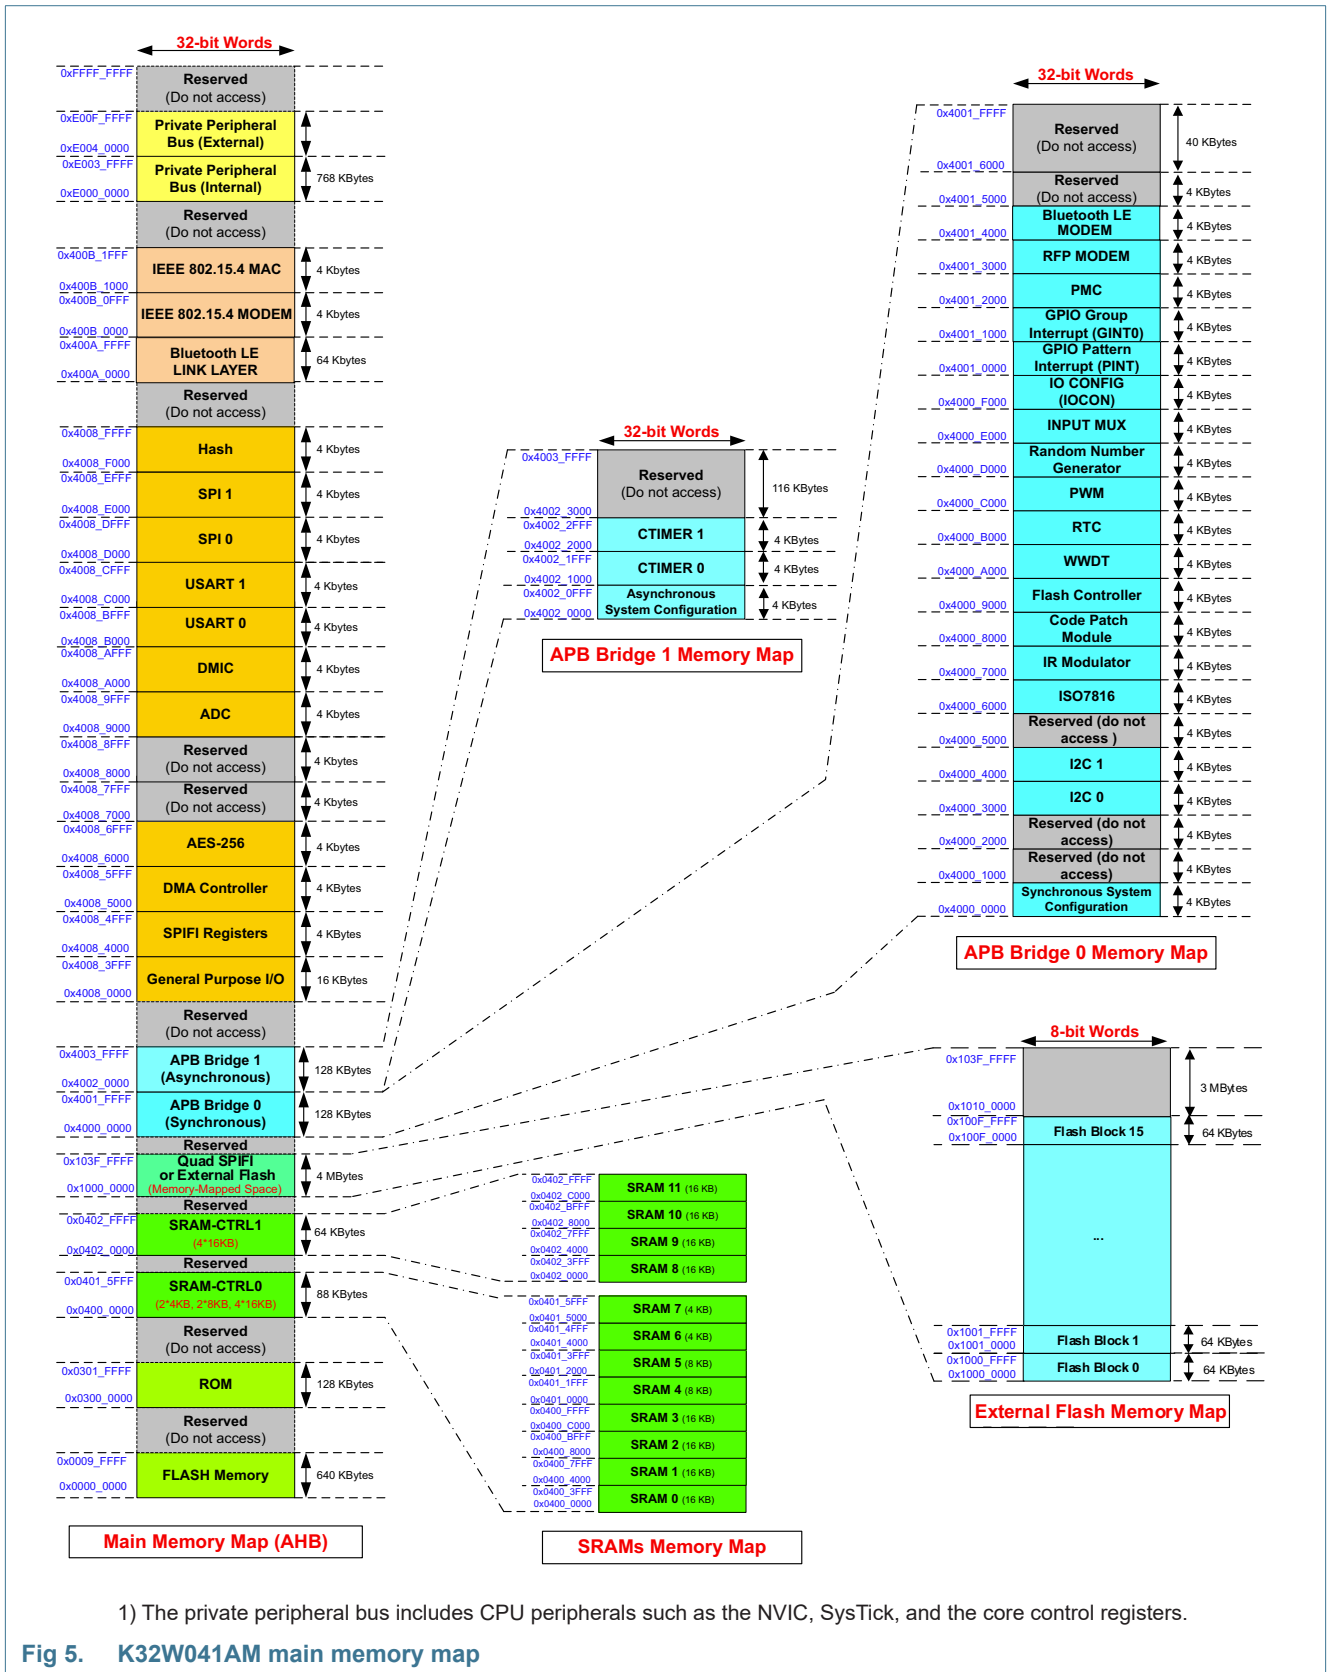 32-bit Words
0xFFFF_FFFF
Reserved
(Do not access)
0xE00F_FFFF
Private Peripheral
Bus (External)
0xE004_0000
0xE003_FFFF
Private Peripheral
Bus (Internal)
768 KBytes
0xE000_0000
Reserved
(Do not access)
0x400B_1FFF
IEEE 802.15.4 MAC
4 Kbytes
0x400B_1000
0x400B_0FFF
IEEE 802.15.4 MODEM
4 Kbytes
0x400B_0000
0x400A_FFFF
Bluetooth LE
LINK LAYER
64 Kbytes
0x400A_0000
Reserved
(Do not access)
0x4008_FFFF
Hash
4 Kbytes
0x4008_F000
0x4008_EFFF
SPI 1
4 Kbytes
0x4008_E000
0x4008_DFFF
SPI 0
4 Kbytes
0x4008_D000
0x4008_CFFF
USART 1
4 Kbytes
0x4008_C000
0x4008_BFFF
USART 0
4 Kbytes
0x4008_B000
0x4008_AFFF
DMIC
4 Kbytes
0x4008_A000
0x4008_9FFF
ADC
4 Kbytes
0x4008_9000
0x4008_8FFF
Reserved
(Do not access)
4 Kbytes
0x4008_8000
0x4008_7FFF
Reserved
(Do not access)
4 Kbytes
0x4008_7000
0x4008_6FFF
AES-256
4 Kbytes
0x4008_6000
0x4008_5FFF
DMA Controller
4 KBytes
0x4008_5000
0x4008_4FFF
SPIFI Registers
4 KBytes
0x4008_4000
0x4008_3FFF
General Purpose I/O
16 KBytes
0x4008_0000
Reserved
(Do not access)
0x4003_FFFF
APB Bridge 1
(Asynchronous)
128 KBytes
0x4002_0000
0x4001_FFFF
APB Bridge 0
(Synchronous)
128 KBytes
0x4000_0000
Reserved
0x103F_FFFF
Quad SPIFI
or External Flash
(Memory-Mapped Space)
4 MBytes
0x1000_0000
Reserved
0x0402_FFFF
SRAM-CTRL1
(4*16KB)
64 KBytes
0x0402_0000
Reserved
0x0401_5FFF
SRAM-CTRL0
(2*4KB, 2*8KB, 4*16KB)
88 KBytes
0x0400_0000
Reserved
(Do not access)
0x0301_FFFF
ROM
128 KBytes
0x0300_0000
Reserved
(Do not access)
0x0009_FFFF
FLASH Memory
640 KBytes
0x0000_0000
Main Memory Map (AHB)
32-bit Words
0x4003_FFFF
Reserved
(Do not access)
116 KBytes
0x4002_3000
0x4002_2FFF
CTIMER 1
4 KBytes
0x4002_2000
0x4002_1FFF
CTIMER 0
4 KBytes
0x4002_1000
0x4002_0FFF
Asynchronous
System Configuration
4 KBytes
0x4002_0000
APB Bridge 1 Memory Map
0x0402_FFFF
SRAM 11 (16 KB)
0x0402_C000
0x0402_BFFF
SRAM 10 (16 KB)
0x0402_8000
0x0402_7FFF
SRAM 9 (16 KB)
0x0402_4000
0x0402_3FFF
SRAM 8 (16 KB)
0x0402_0000
0x0401_5FFF
SRAM 7 (4 KB)
0x0401_5000
0x0401_4FFF
SRAM 6 (4 KB)
0x0401_4000
0x0401_3FFF
SRAM 5 (8 KB)
0x0401_2000
0x0401_1FFF
SRAM 4 (8 KB)
0x0401_0000
0x0400_FFFF
SRAM 3 (16 KB)
0x0400_C000
0x0400_BFFF
SRAM 2 (16 KB)
0x0400_8000
0x0400_7FFF
SRAM 1 (16 KB)
0x0400_4000
0x0400_3FFF
SRAM 0 (16 KB)
0x0400_0000
SRAMs Memory Map
32-bit Words
0x4001_FFFF
Reserved
(Do not access)
40 KBytes
0x4001_6000
Reserved
(Do not access)
4 KBytes
0x4001_5000
Bluetooth LE
MODEM
4 KBytes
0x4001_4000
RFP MODEM
4 KBytes
0x4001_3000
PMC
4 KBytes
0x4001_2000
GPIO Group
Interrupt (GINT0)
4 KBytes
0x4001_1000
GPIO Pattern
Interrupt (PINT)
4 KBytes
0x4001_0000
IO CONFIG
(IOCON)
4 KBytes
0x4000_F000
INPUT MUX
4 KBytes
0x4000_E000
Random Number
Generator
4 KBytes
0x4000_D000
PWM
4 KBytes
0x4000_C000
RTC
4 KBytes
0x4000_B000
WWDT
4 KBytes
0x4000_A000
Flash Controller
4 KBytes
0x4000_9000
Code Patch
Module
4 KBytes
0x4000_8000
IR Modulator
4 KBytes
0x4000_7000
ISO7816
4 KBytes
0x4000_6000
Reserved (do not
access )
4 KBytes
0x4000_5000
I2C 1
4 KBytes
0x4000_4000
I2C 0
4 KBytes
0x4000_3000
Reserved (do not
access)
4 KBytes
0x4000_2000
Reserved (do not
access)
4 KBytes
0x4000_1000
Synchronous System
Configuration
4 KBytes
0x4000_0000
APB Bridge 0 Memory Map
8-bit Words
0x103F_FFFF
3 MBytes
0x1010_0000
0x100F_FFFF
Flash Block 15
64 KBytes
0x100F_0000
...
0x1001_FFFF
Flash Block 1
64 KBytes
0x1001_0000
0x1000_FFFF
Flash Block 0
64 KBytes
0x1000_0000
External Flash Memory Map
1) The private peripheral bus includes CPU peripherals such as the NVIC, SysTick, and the core control registers.
Fig 5. K32W041AM main memory map